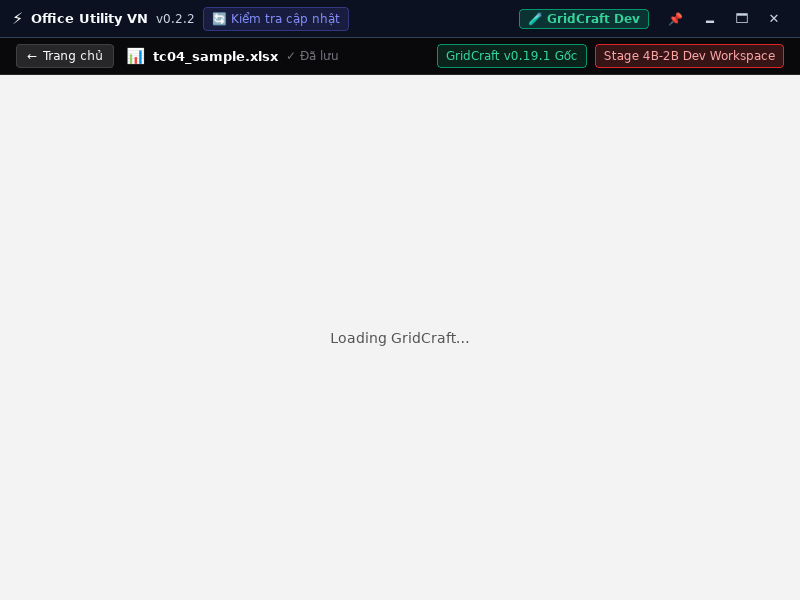 ⚡ Office Utility VN v0.2.2 🔄 Kiểm tra cập nhật 🧪 GridCraft Dev
← Trang chủ 📊 tc04_sample.xlsx ✓ Đã lưu GridCraft v0.19.1 Gốc Stage 4B-2B Dev Workspace
Loading GridCraft...